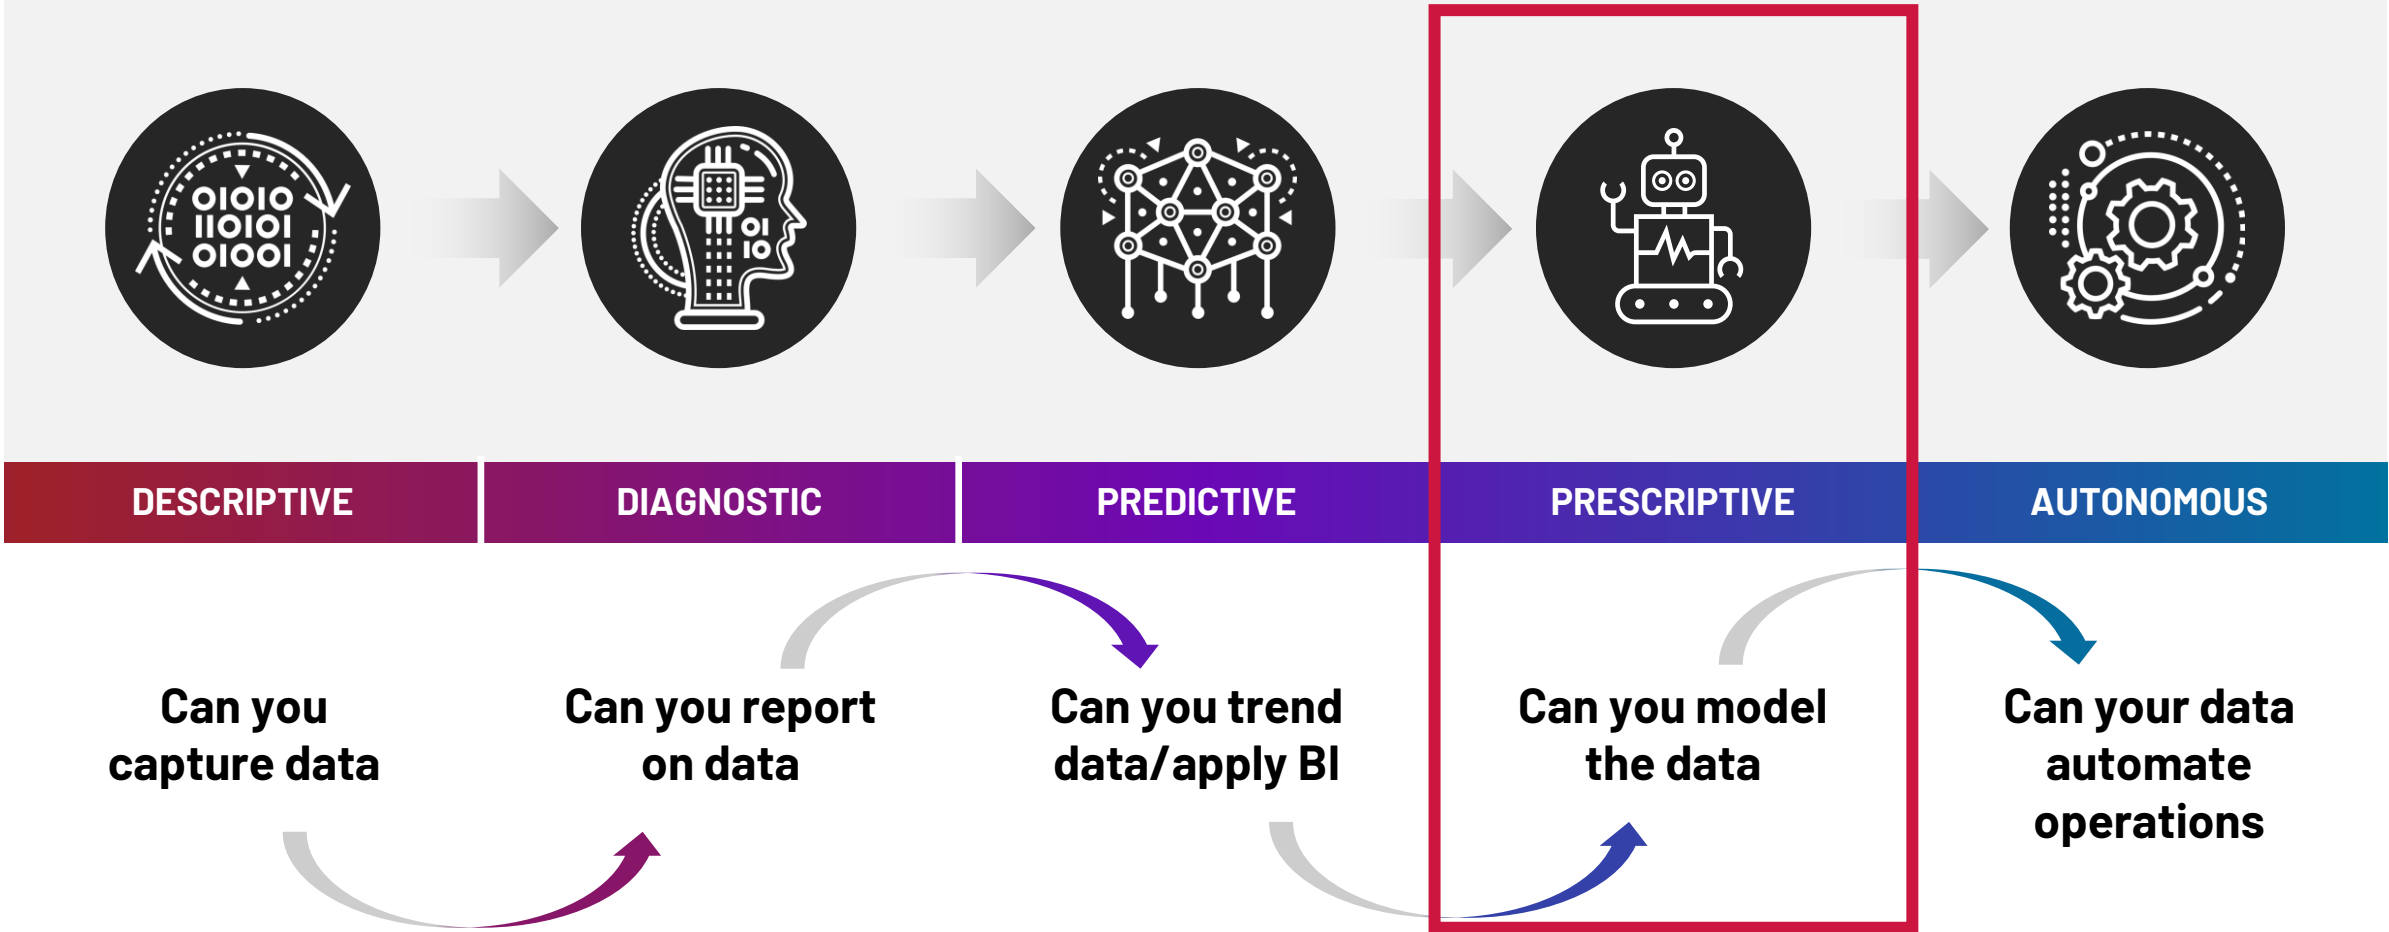 01010
110101
01001
01
10
DESCRIPTIVE
DIAGNOSTIC
PREDICTIVE
PRESCRIPTIVE
AUTONOMOUS
Can you
capture data
Can you report
on data
Can you trend
data/apply BI
Can you model
the data
Can your data
automate
operations